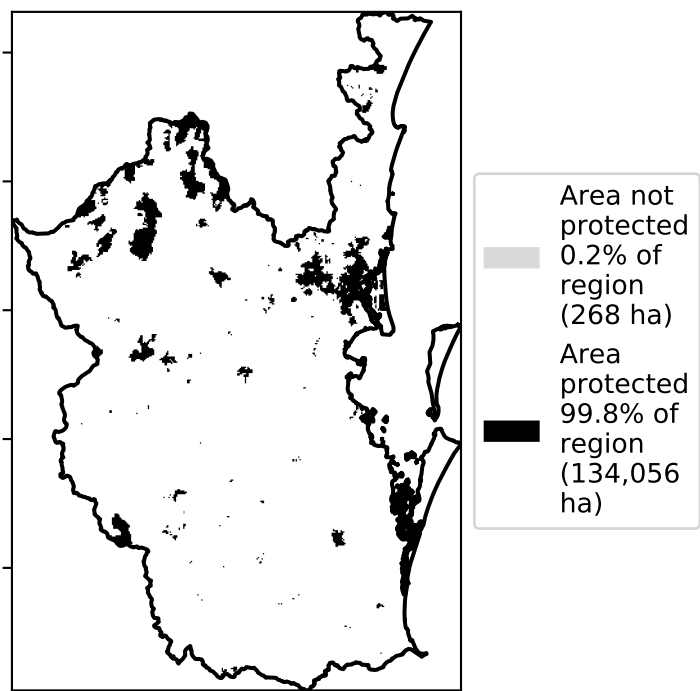 Area not
protected
0.2% of
region
(268 ha)
Area
protected
99.8% of
region
(134,056
ha)